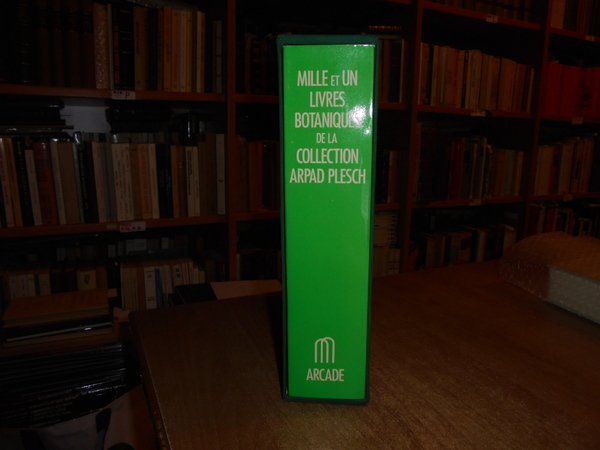 MILLE ET UN
LIVRES
BOTANIQUES
DE LA
COLLECTION
ARPAD PLESCH
ARCADE